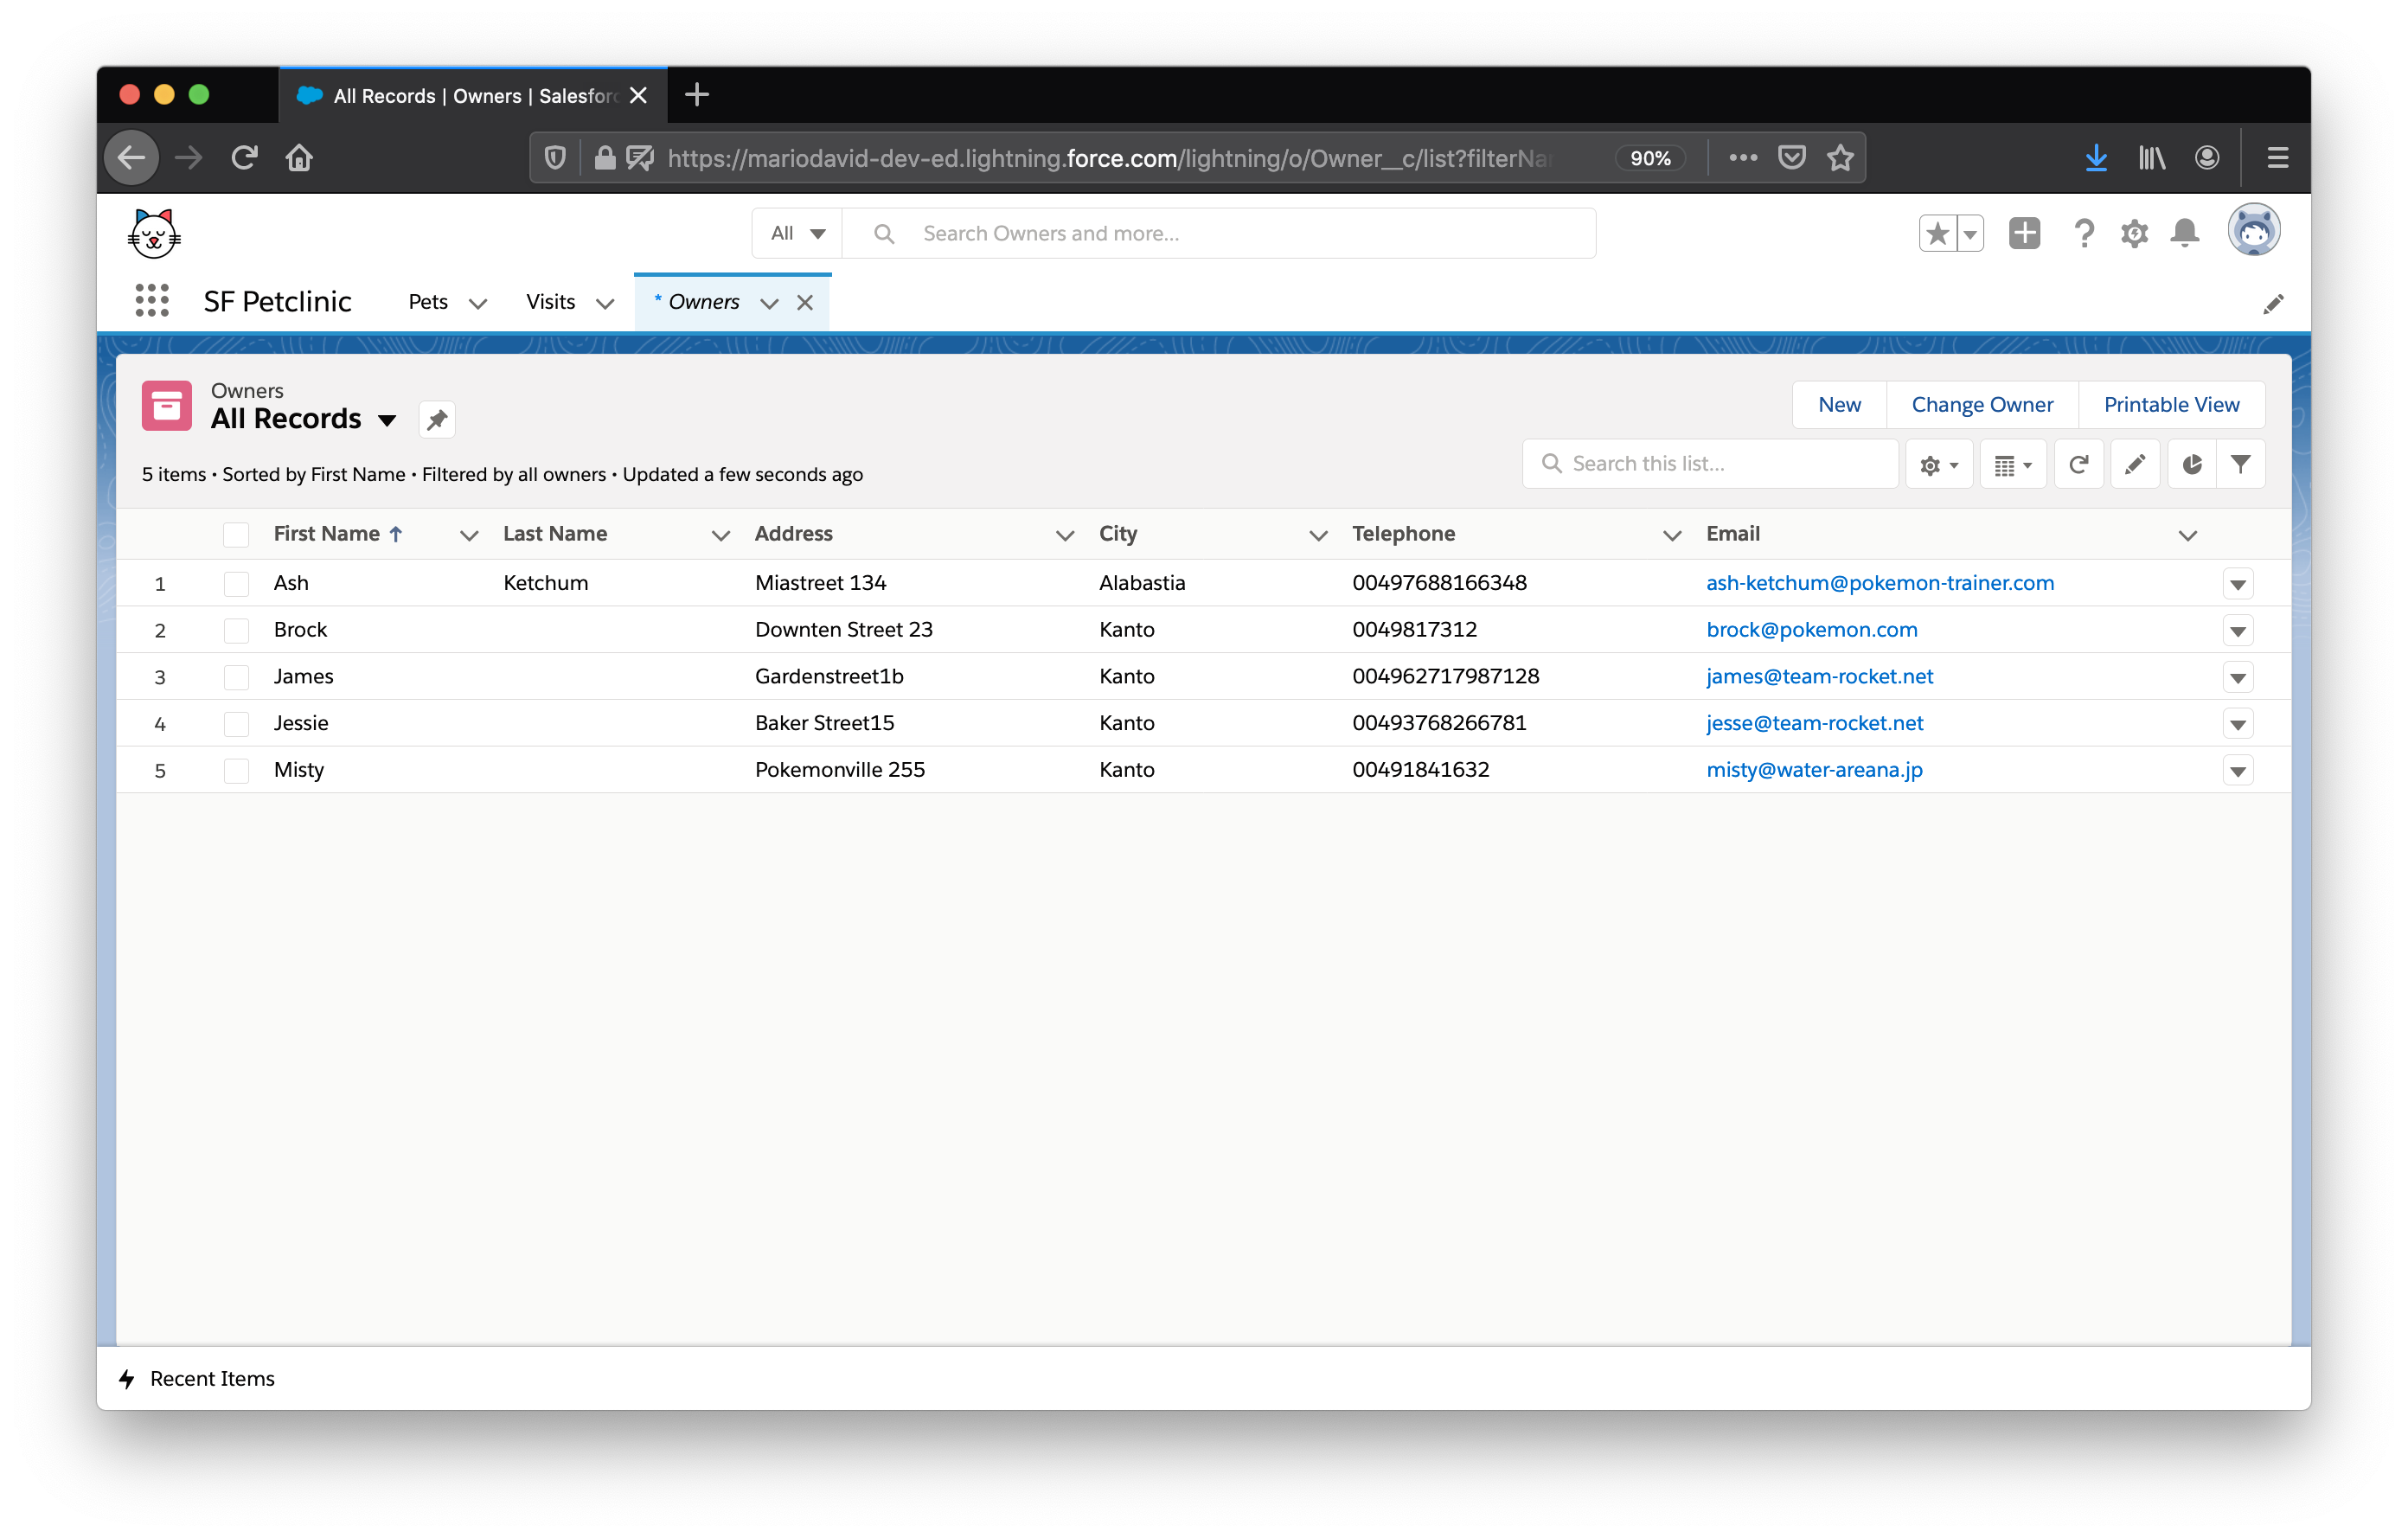 All Records | Owners | Salesforc
https://mariodavid-dev-ed.lightning.force.com/lightning/o/Owner__c/list?filterNar 90%
All Search Owners and more...
SF Petclinic Pets Visits * Owners
Owners
All Records
New Change Owner Printable View
5 items • Sorted by First Name • Filtered by all owners • Updated a few seconds ago
Search this list...
First Name Last Name Address City Telephone Email
1 Ash Ketchum Miastreet 134 Alabastia 00497688166348 ash-ketchum@pokemon-trainer.com
2 Brock Downten Street 23 Kanto 0049817312 brock@pokemon.com
3 James Gardenstreet1b Kanto 004962717987128 james@team-rocket.net
4 Jessie Baker Street15 Kanto 00493768266781 jesse@team-rocket.net
5 Misty Pokemonville 255 Kanto 00491841632 misty@water-areana.jp
Recent Items